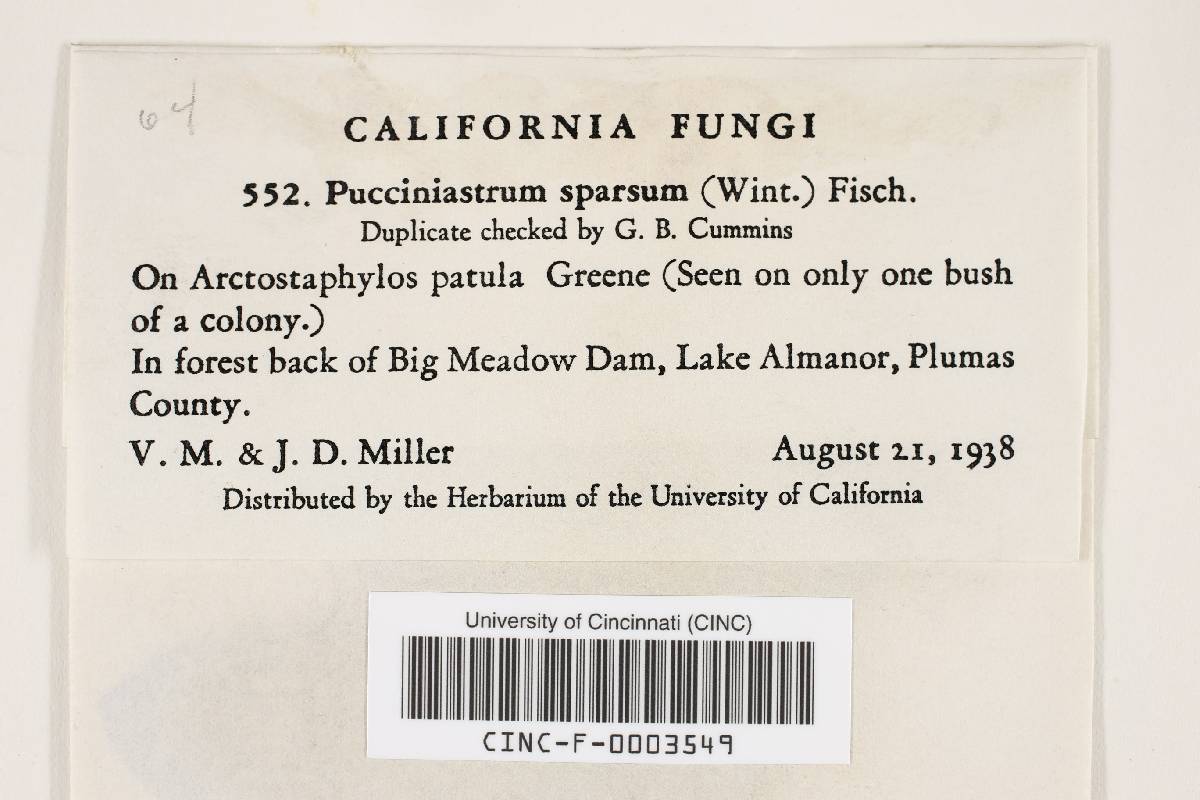 64
CALIFORNIA FUNGI
552. Pucciniastrum sparsum (Wint.) Fisch.
Duplicate checked by G. B. Cummins
On Arctostaphylos patula Greene (Seen on only one bush
of a colony.)
In forest back of Big Meadow Dam, Lake Almanor, Plumas
County.
V. M. & J. D. Miller August 21, 1938
Distributed by the Herbarium of the University of California
University of Cincinnati (CINC)
CINC-F-0003549